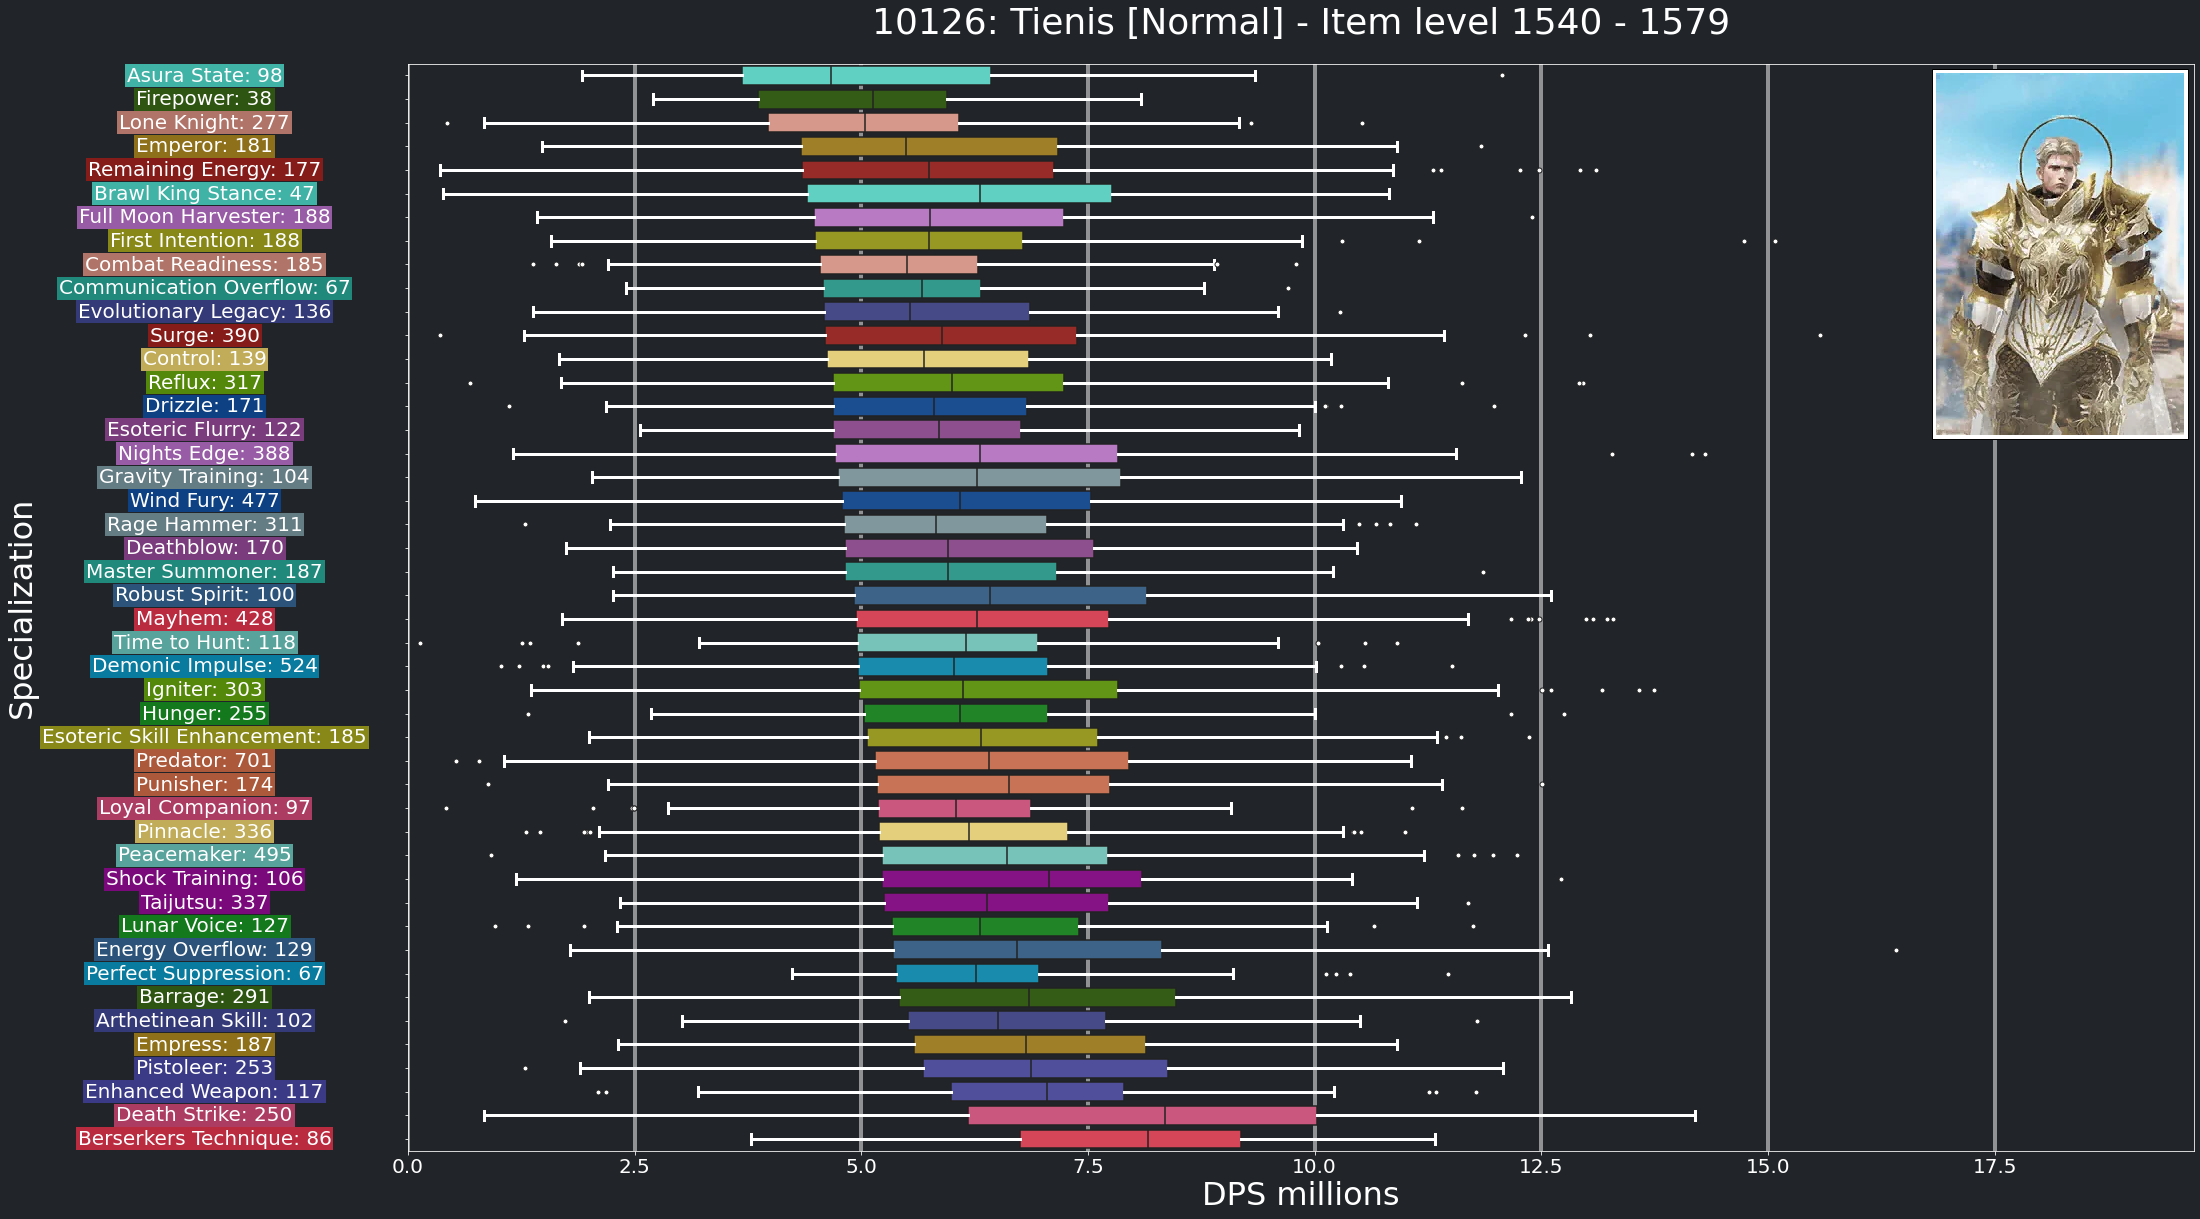 10126: Tienis [Normal] - Item level 1540 - 1579
Specialization
Asura State: 98
Firepower: 38
Lone Knight: 277
Emperor: 181
Remaining Energy: 177
Brawl King Stance: 47
Full Moon Harvester: 188
First Intention: 188
Combat Readiness: 185
Communication Overflow: 67
Evolutionary Legacy: 136
Surge: 390
Control: 139
Reflux: 317
Drizzle: 171
Esoteric Flurry: 122
Nights Edge: 388
Gravity Training: 104
Wind Fury: 477
Rage Hammer: 311
Deathblow: 170
Master Summoner: 187
Robust Spirit: 100
Mayhem: 428
Time to Hunt: 118
Demonic Impulse: 524
Igniter: 303
Hunger: 255
Esoteric Skill Enhancement: 185
Predator: 701
Punisher: 174
Loyal Companion: 97
Pinnacle: 336
Peacemaker: 495
Shock Training: 106
Taijutsu: 337
Lunar Voice: 127
Energy Overflow: 129
Perfect Suppression: 67
Barrage: 291
Arthetinean Skill: 102
Empress: 187
Pistoleer: 253
Enhanced Weapon: 117
Death Strike: 250
Berserkers Technique: 86
0.0 2.5 5.0 7.5 10.0 12.5 15.0 17.5
DPS millions